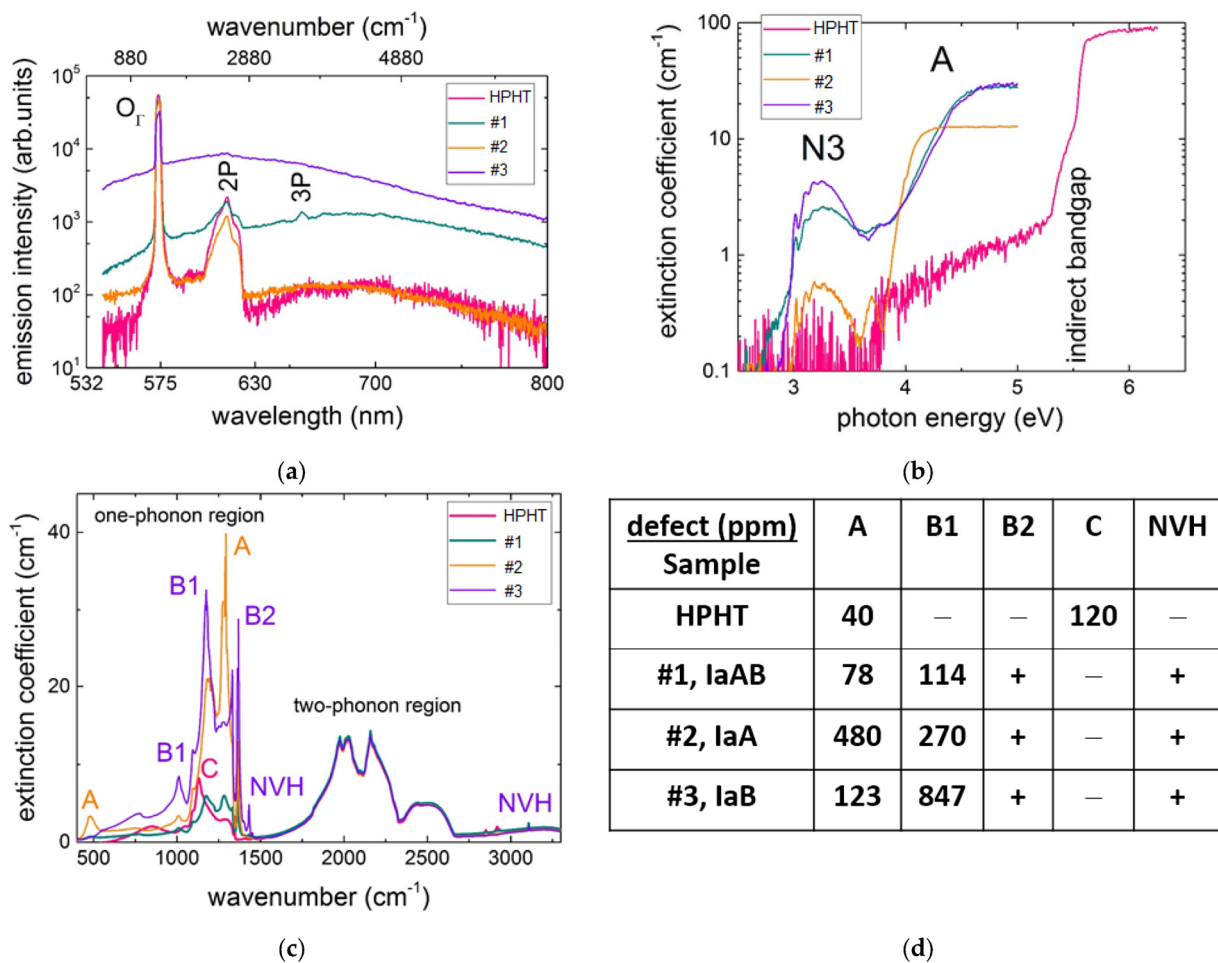 wavenumber (cm⁻¹)
880 2880 4880
emission intensity (arb.units)
10⁵
10⁴
10³
10²
10¹
O_Γ
2P
3P
HPHT
#1
#2
#3
532 575 630 700 800
wavelength (nm)
(a)
extinction coefficient (cm⁻¹)
100
10
1
0.1
HPHT
#1
#2
#3
N3
A
indirect bandgap
3 4 5 6
photon energy (eV)
(b)
extinction coefficient (cm⁻¹)
40
20
0
one-phonon region
HPHT
#1
#2
#3
A
B1
B2
two-phonon region
B1
C
NVH
NVH
A
500 1000 1500 2000 2500 3000
wavenumber (cm⁻¹)
(c)
defect (ppm) A B1 B2 C NVH
Sample
HPHT 40 — — 120 —
#1, IaAB 78 114 + — +
#2, IaA 480 270 + — +
#3, IaB 123 847 + — +
(d)